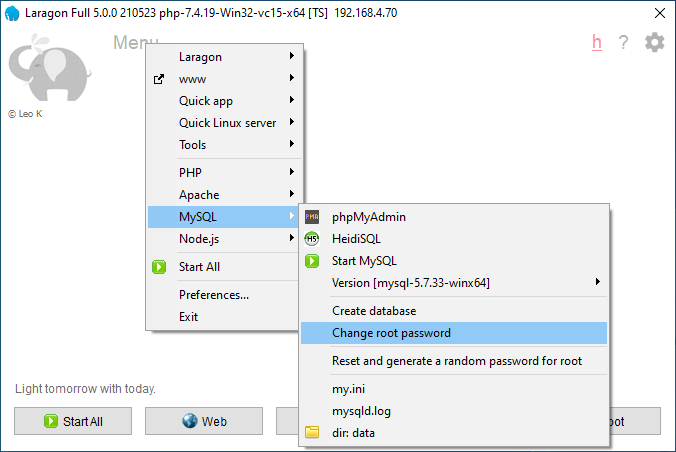 Laragon Full 5.0.0 210523 php-7.4.19-Win32-vc15-x64 [TS] 192.168.4.70
Menu
h ?
© Leo K
Laragon
www
Quick app
Quick Linux server
Tools
PHP
Apache
MySQL
Node.js
Start All
Preferences...
Exit
PMA phpMyAdmin
HS HeidiSQL
Start MySQL
Version [mysql-5.7.33-winx64]
Create database
Change root password
Reset and generate a random password for root
my.ini
mysqld.log
dir: data
Light tomorrow with today.
Start All
Web